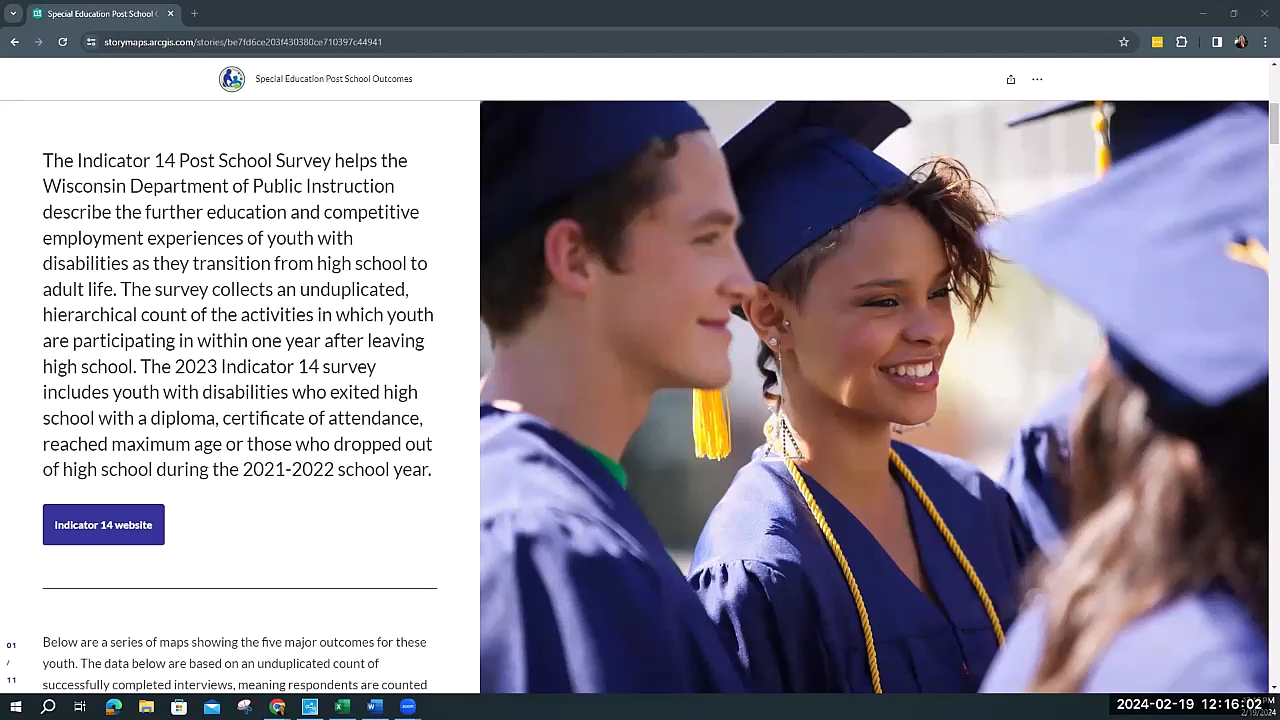 Special Education Post School
storymaps.arcgis.com/stories/be7fd6ce203f430380ce710397c44941
Special Education Post School Outcomes
The Indicator 14 Post School Survey helps the
Wisconsin Department of Public Instruction
describe the further education and competitive
employment experiences of youth with
disabilities as they transition from high school to
adult life. The survey collects an unduplicated,
hierarchical count of the activities in which youth
are participating in within one year after leaving
high school. The 2023 Indicator 14 survey
includes youth with disabilities who exited high
school with a diploma, certificate of attendance,
reached maximum age or those who dropped out
of high school during the 2021-2022 school year.
Indicator 14 website
Below are a series of maps showing the five major outcomes for these
youth. The data below are based on an unduplicated count of
successfully completed interviews, meaning respondents are counted
01
/
11
2024-02-19 12:16:02